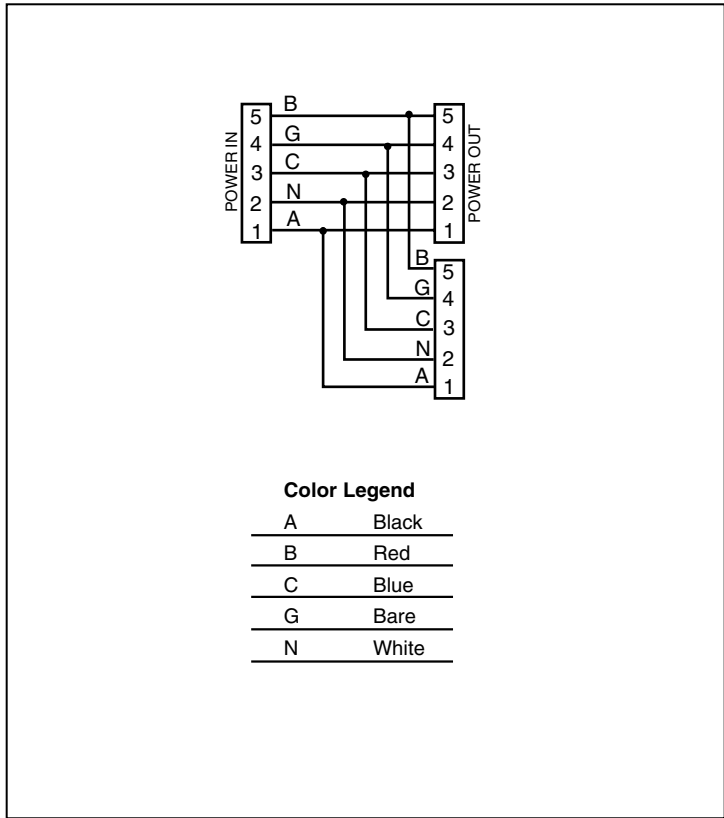 POWER IN
5 B
4 G
3 C
2 N
1 A
5
4
3
2
1
POWER OUT
B 5
G 4
C 3
N 2
A 1
Color Legend
A Black
B Red
C Blue
G Bare
N White